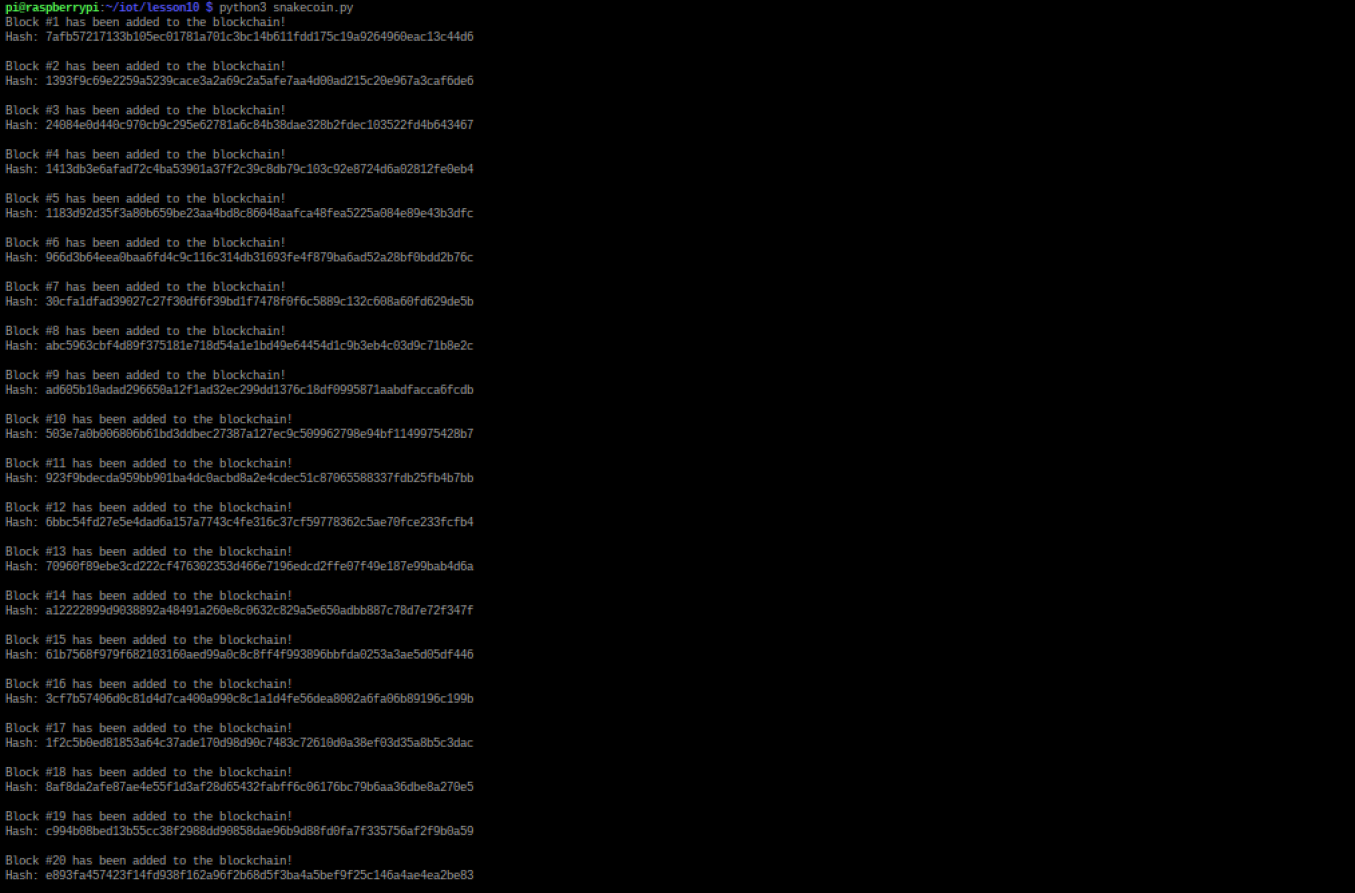 pi@raspberrypi:~/iot/lesson10 $ python3 snakecoin.py
Block #1 has been added to the blockchain!
Hash: 7afb57217133b105ec01781a701c3bc14b611fdd175c19a9264960eac13c44d6
Block #2 has been added to the blockchain!
Hash: 1393f9c69e2259a5239cace3a2a69c2a5afe7aa4d00ad215c20e967a3caf6de6
Block #3 has been added to the blockchain!
Hash: 24084e0d440c970cb9c295e62781a6c84b38dae328b2fdec103522fd4b643467
Block #4 has been added to the blockchain!
Hash: 1413db3e6afad72c4ba53901a37f2c39c8db79c103c92e8724d6a02812fe0eb4
Block #5 has been added to the blockchain!
Hash: 1183d92d35f3a80b659be23aa4bd8c86048aafca48fea5225a084e89e43b3dfc
Block #6 has been added to the blockchain!
Hash: 966d3b64eea0baa6fd4c9c116c314db31693fe4f879ba6ad52a28bf0bdd2b76c
Block #7 has been added to the blockchain!
Hash: 30cfa1dfad39027c27f30df6f39bd1f7478f0f6c5889c132c608a60fd629de5b
Block #8 has been added to the blockchain!
Hash: abc5963cbf4d89f375181e718d54a1e1bd49e64454d1c9b3eb4c03d9c71b8e2c
Block #9 has been added to the blockchain!
Hash: ad605b10adad296650a12f1ad32ec299dd1376c18df0995871aabdfacca6fcdb
Block #10 has been added to the blockchain!
Hash: 503e7a0b006806b61bd3ddbec27387a127ec9c509962798e94bf1149975428b7
Block #11 has been added to the blockchain!
Hash: 923f9bdecda959bb901ba4dc0acbd8a2e4cdec51c87065588337fdb25fb4b7bb
Block #12 has been added to the blockchain!
Hash: 6bbc54fd27e5e4dad6a157a7743c4fe316c37cf59778362c5ae70fce233fcfb4
Block #13 has been added to the blockchain!
Hash: 70960f89ebe3cd222cf476302353d466e7196edcd2ffe07f49e187e99bab4d6a
Block #14 has been added to the blockchain!
Hash: a12222899d9038892a48491a260e8c0632c829a5e650adbb887c78d7e72f347f
Block #15 has been added to the blockchain!
Hash: 61b7568f979f682103160aed99a0c8c8ff4f993896bbfda0253a3ae5d05df446
Block #16 has been added to the blockchain!
Hash: 3cf7b57406d0c81d4d7ca400a990c8c1a1d4fe56dea8002a6fa06b89196c199b
Block #17 has been added to the blockchain!
Hash: 1f2c5b0ed81853a64c37ade170d98d90c7483c72610d0a38ef03d35a8b5c3dac
Block #18 has been added to the blockchain!
Hash: 8af8da2afe87ae4e55f1d3af28d65432fabff6c06176bc79b6aa36dbe8a270e5
Block #19 has been added to the blockchain!
Hash: c994b08bed13b55cc38f2988dd90858dae96b9d88fd0fa7f335756af2f9b0a59
Block #20 has been added to the blockchain!
Hash: e893fa457423f14fd938f162a96f2b68d5f3ba4a5bef9f25c146a4ae4ea2be83